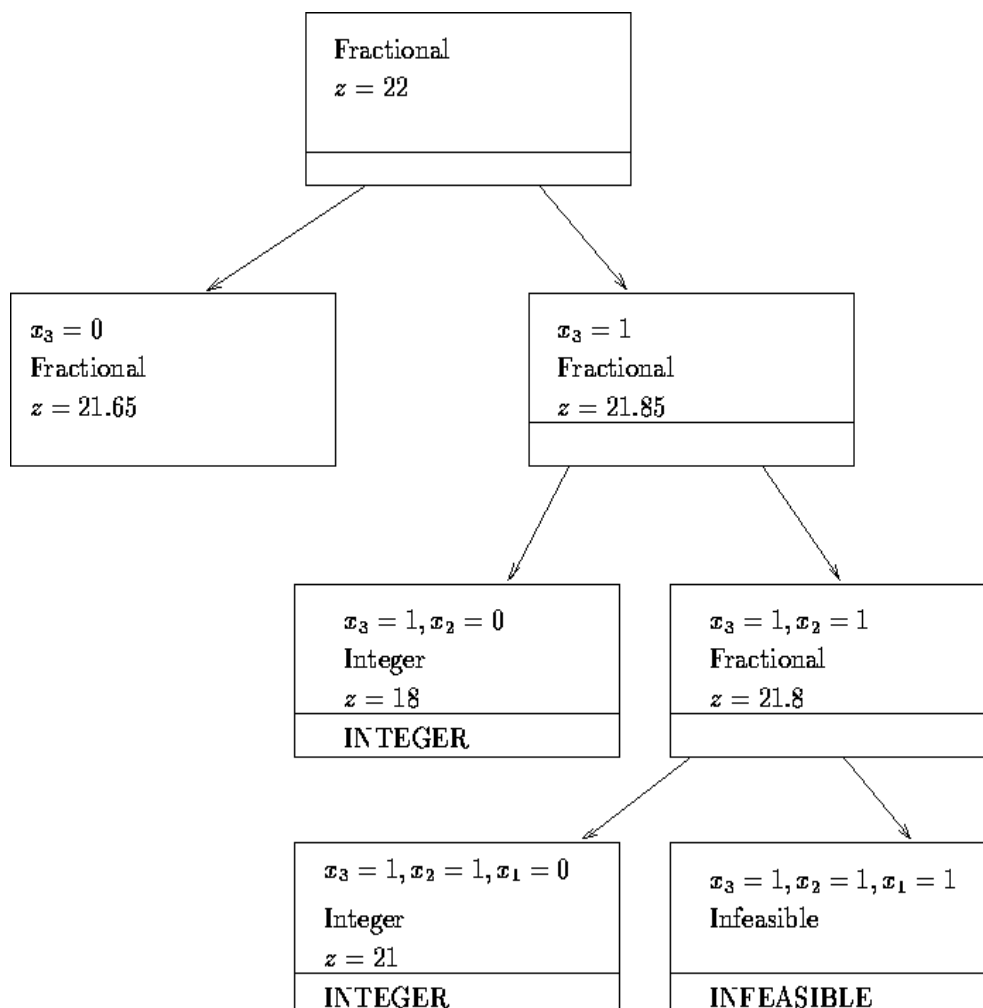 Fractional
z = 22
x₃ = 0
Fractional
z = 21.65
x₃ = 1
Fractional
z = 21.85
x₃ = 1, x₂ = 0
Integer
z = 18
INTEGER
x₃ = 1, x₂ = 1
Fractional
z = 21.8
x₃ = 1, x₂ = 1, x₁ = 0
Integer
z = 21
INTEGER
x₃ = 1, x₂ = 1, x₁ = 1
Infeasible
INFEASIBLE